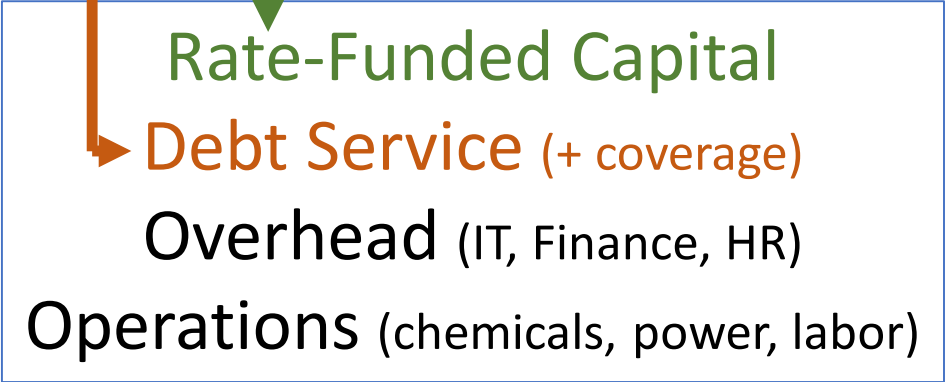 Rate-Funded Capital
Debt Service (+ coverage)
Overhead (IT, Finance, HR)
Operations (chemicals, power, labor)